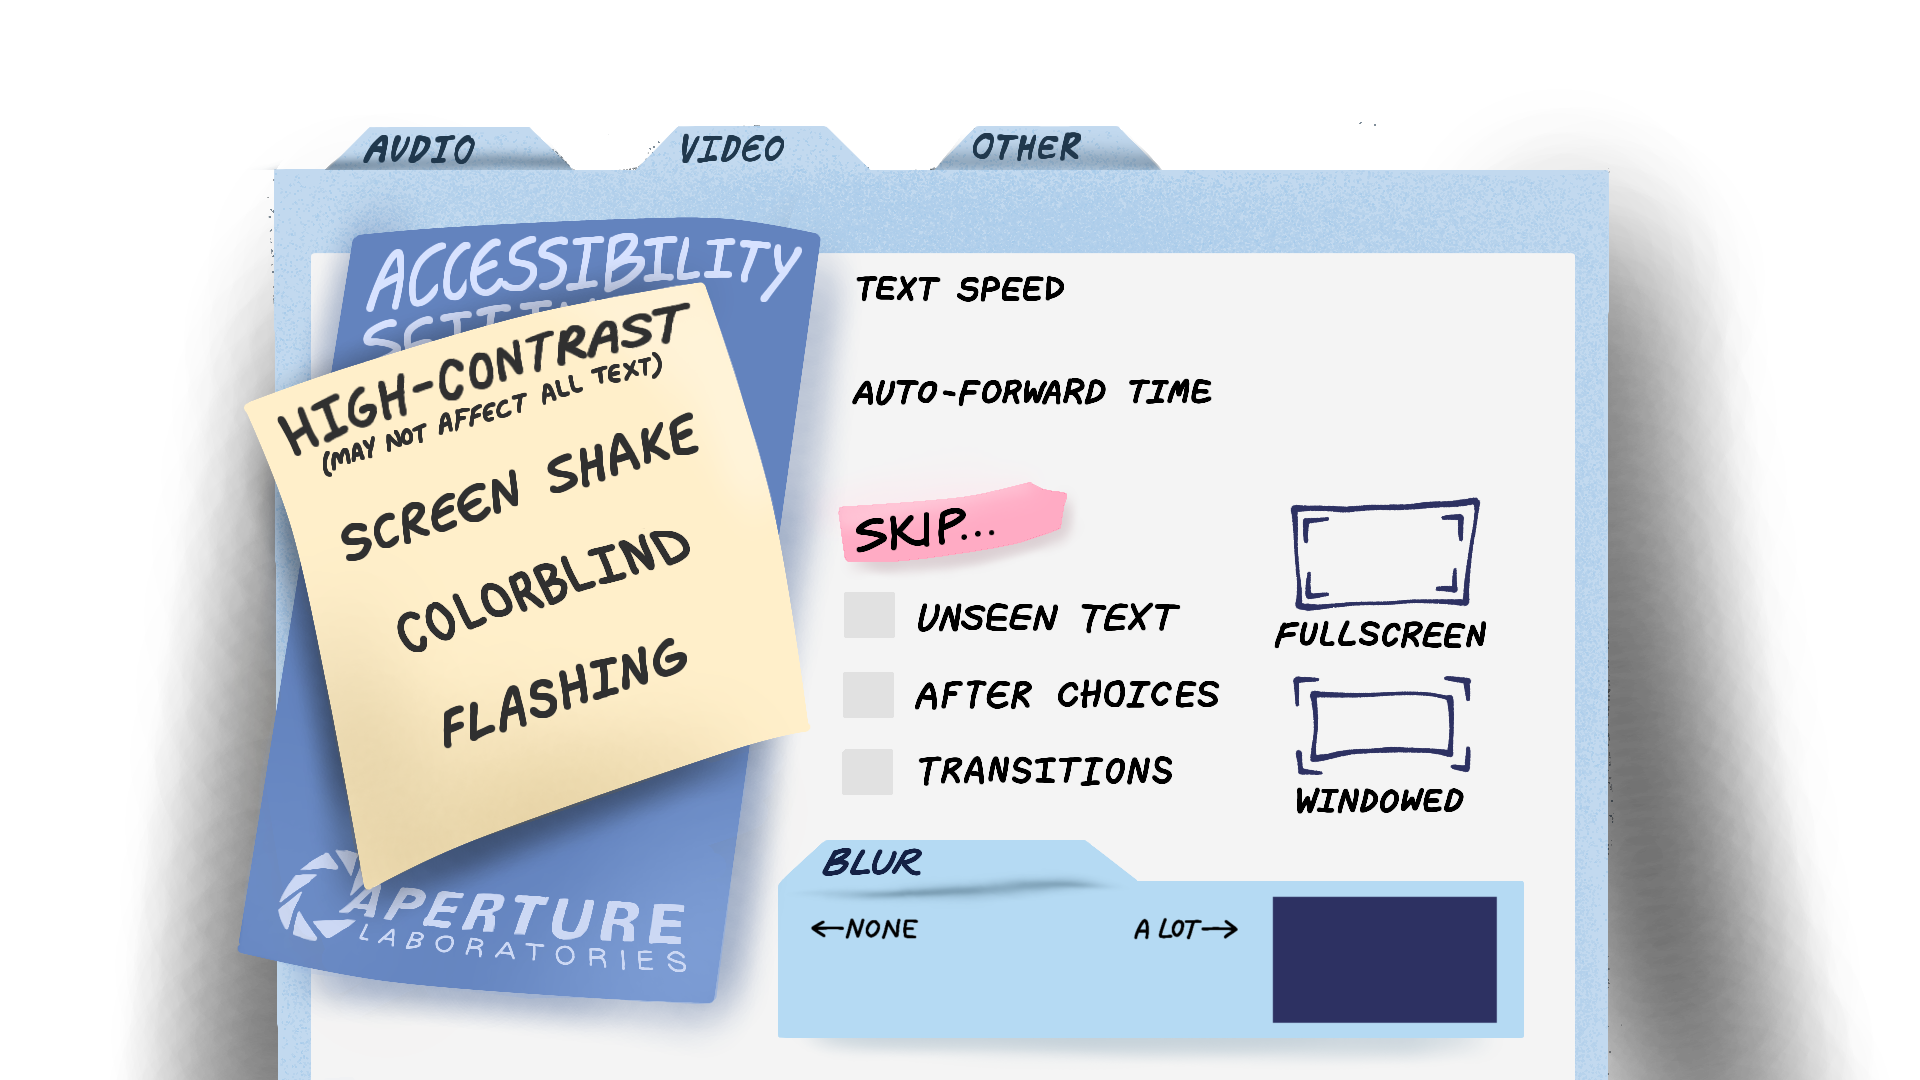 AUDIO
VIDEO
OTHER
ACCESSIBILITY
HIGH-CONTRAST
(MAY NOT AFFECT ALL TEXT)
SCREEN SHAKE
COLORBLIND
FLASHING
APERTURE
LABORATORIES
TEXT SPEED
AUTO-FORWARD TIME
SKIP...
UNSEEN TEXT
AFTER CHOICES
TRANSITIONS
FULLSCREEN
WINDOWED
BLUR
←NONE
A LOT→